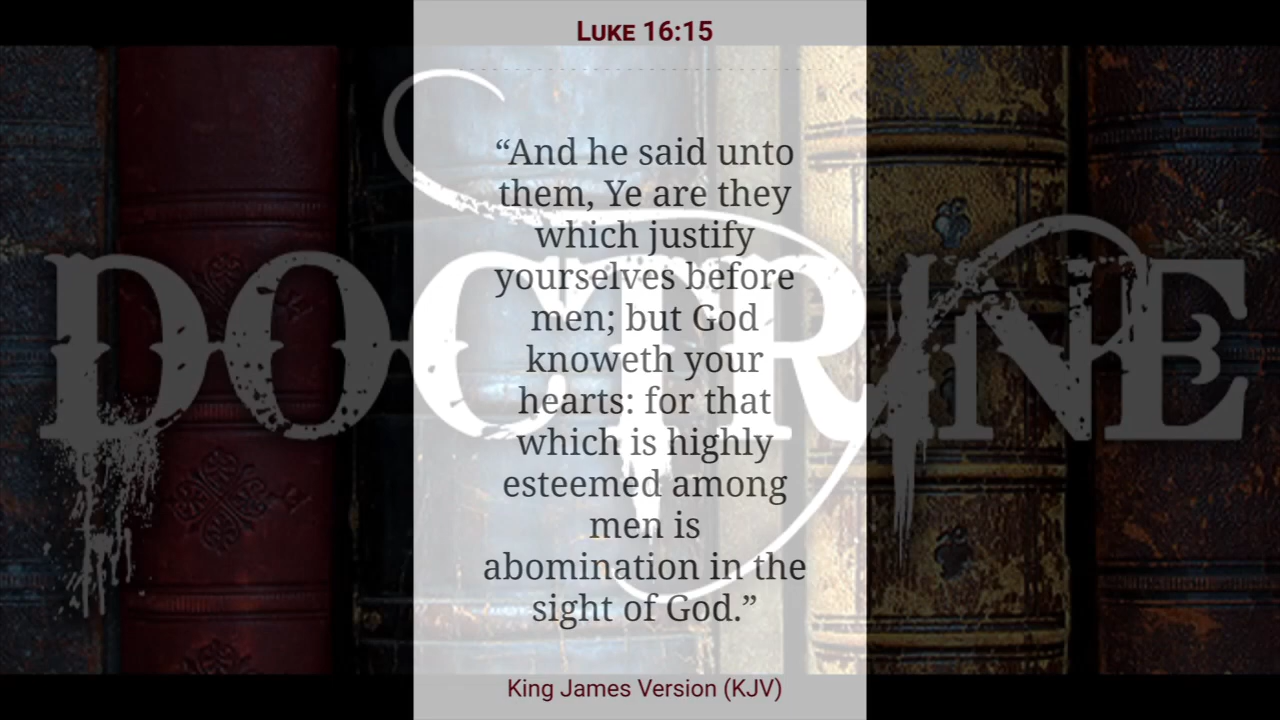 LUKE 16:15
“And he said unto
them, Ye are they
which justify
yourselves before
men; but God
knoweth your
hearts: for that
which is highly
esteemed among
men is
abomination in the
sight of God.”
DOCTRINE
King James Version (KJV)